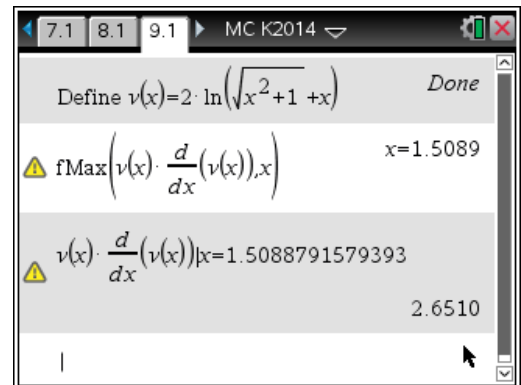 7.1 8.1 9.1 MC K2014
Define v(x)=2·ln(√(x²+1)+x) Done
fMax(v(x)·d/dx(v(x)),x) x=1.5089
v(x)·d/dx(v(x))|x=1.5088791579393
2.6510